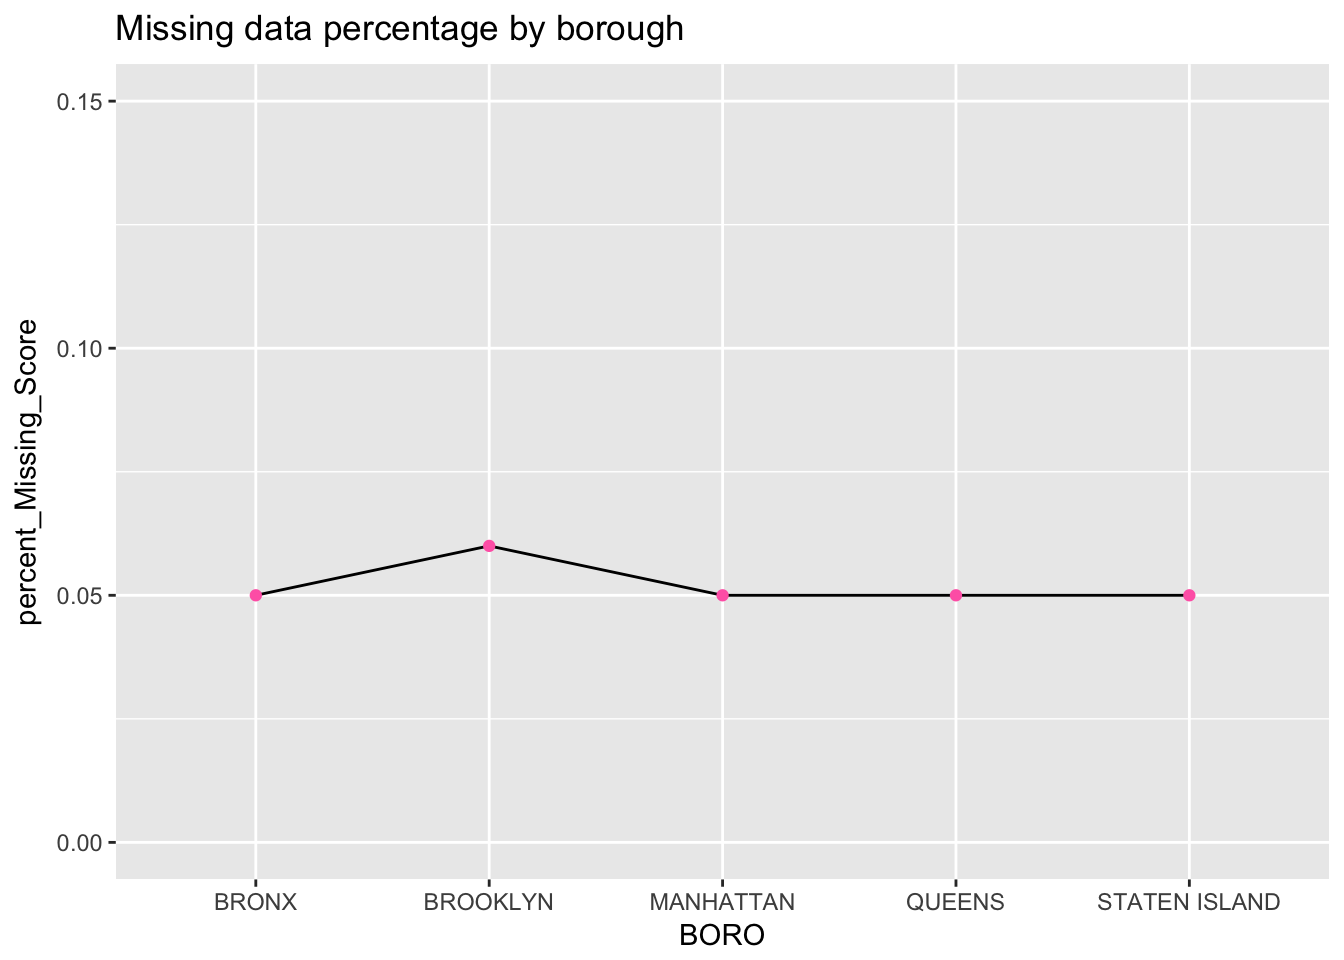 Missing data percentage by borough
percent_Missing_Score
0.15
0.10
0.05
0.00
BRONX BROOKLYN MANHATTAN QUEENS STATEN ISLAND
BORO